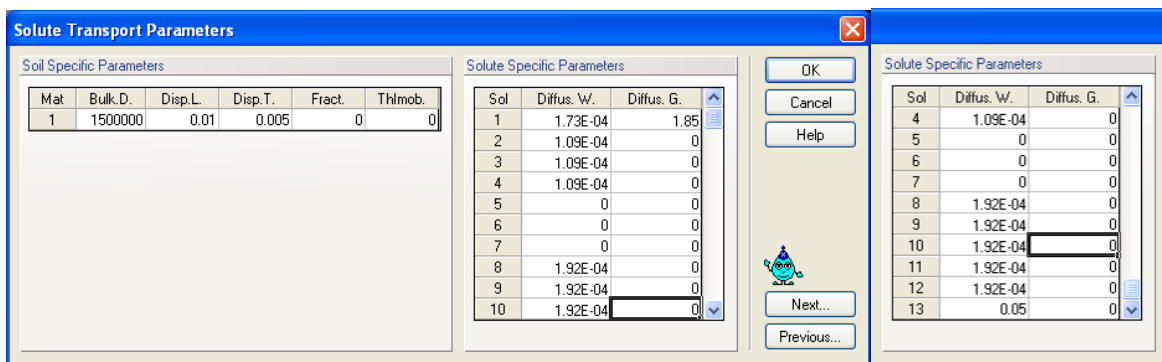 Solute Transport Parameters
Soil Specific Parameters
Mat Bulk.D. Disp.L. Disp.T. Fract. ThImob.
1 1500000 0.01 0.005 0 0
Solute Specific Parameters
Sol Diffus. W. Diffus. G.
1 1.73E-04 1.85
2 1.09E-04 0
3 1.09E-04 0
4 1.09E-04 0
5 0 0
6 0 0
7 0 0
8 1.92E-04 0
9 1.92E-04 0
10 1.92E-04 0
OK
Cancel
Help
Next...
Previous...
Solute Specific Parameters
Sol Diffus. W. Diffus. G.
4 1.09E-04 0
5 0 0
6 0 0
7 0 0
8 1.92E-04 0
9 1.92E-04 0
10 1.92E-04 0
11 1.92E-04 0
12 1.92E-04 0
13 0.05 0